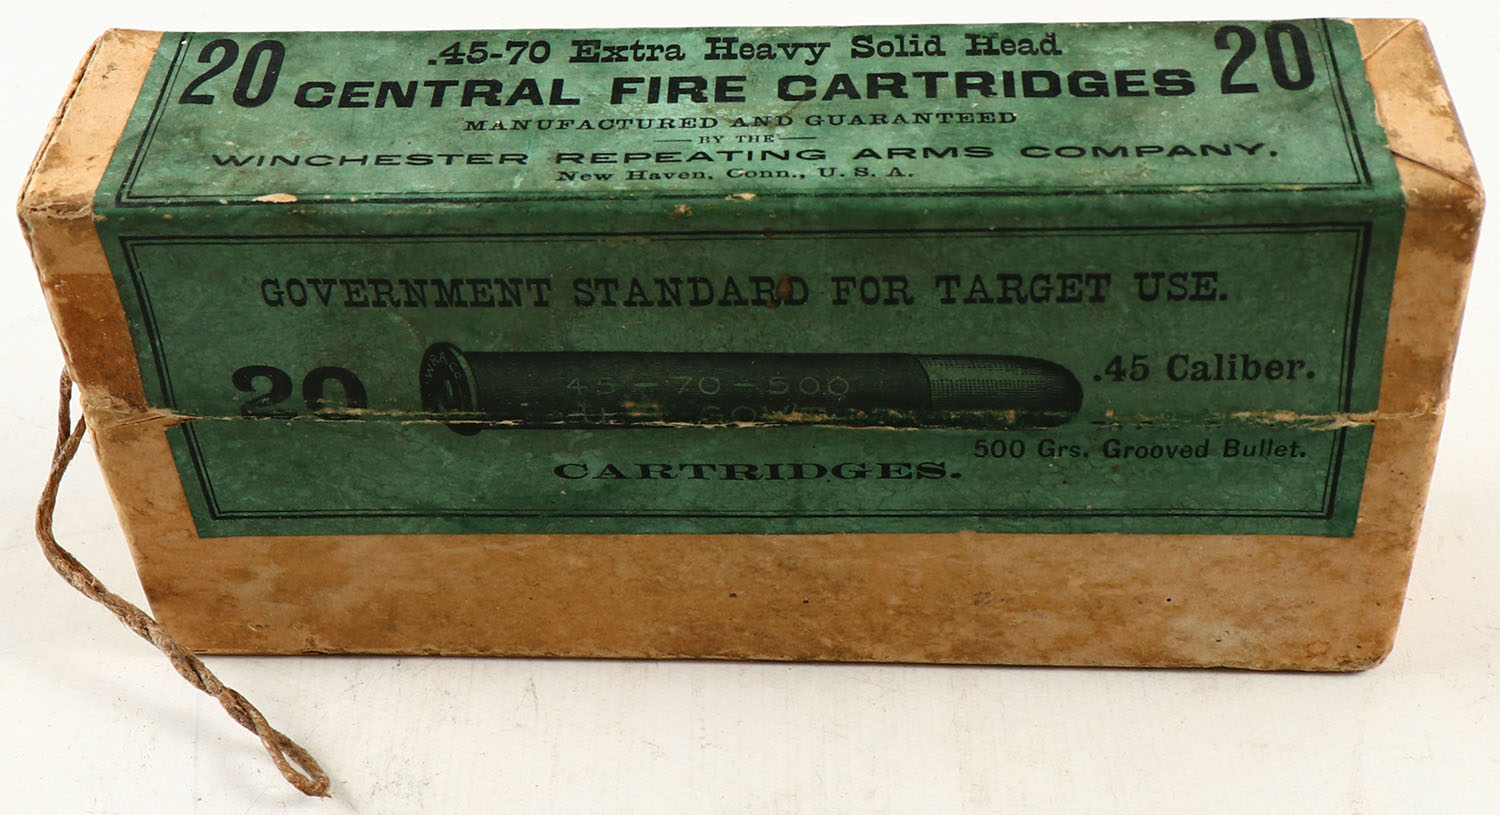 20 .45-70 Extra Heavy Solid Head 20
CENTRAL FIRE CARTRIDGES
MANUFACTURED AND GUARANTEED
BY THE
WINCHESTER REPEATING ARMS COMPANY.
New Haven, Conn., U. S. A.
GOVERNMENT STANDARD FOR TARGET USE.
20
W.R.A. Co.
45-70-500
.45 Caliber.
500 Grs. Grooved Bullet.
CARTRIDGES.